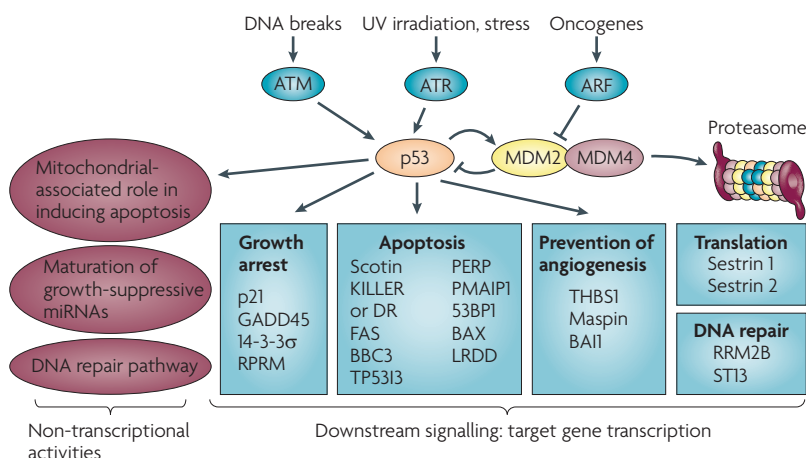 DNA breaks
UV irradiation, stress
Oncogenes
ATM
ATR
ARF
Proteasome
p53
MDM2
MDM4
Mitochondrial-
associated role in
inducing apoptosis
Maturation of
growth-suppressive
miRNAs
DNA repair pathway
Growth
arrest
p21
GADD45
14-3-3σ
RPRM
Apoptosis
Scotin
KILLER
or DR
FAS
BBC3
TP53I3
PERP
PMAIP1
53BP1
BAX
LRDD
Prevention of
angiogenesis
THBS1
Maspin
BAI1
Translation
Sestrin 1
Sestrin 2
DNA repair
RRM2B
ST13
Non-transcriptional
activities
Downstream signalling: target gene transcription